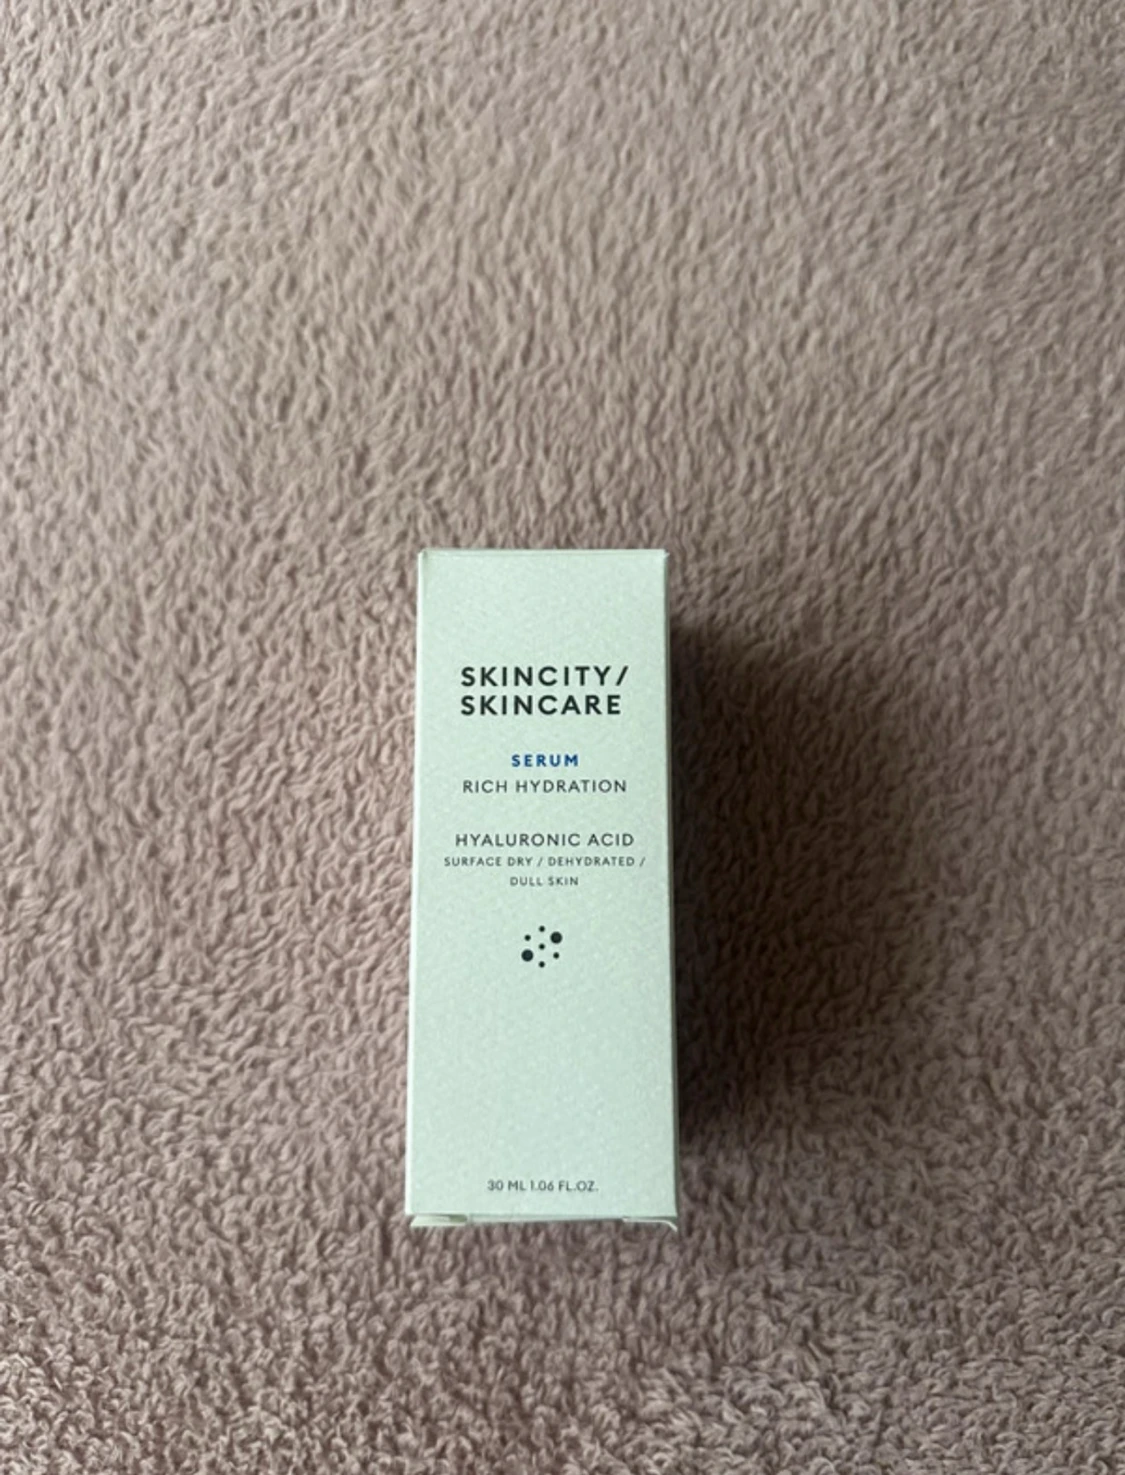 SKINCITY/
SKINCARE
SERUM
RICH HYDRATION
HYALURONIC ACID
SURFACE DRY / DEHYDRATED /
DULL SKIN
30 ML 1.06 FL.OZ.